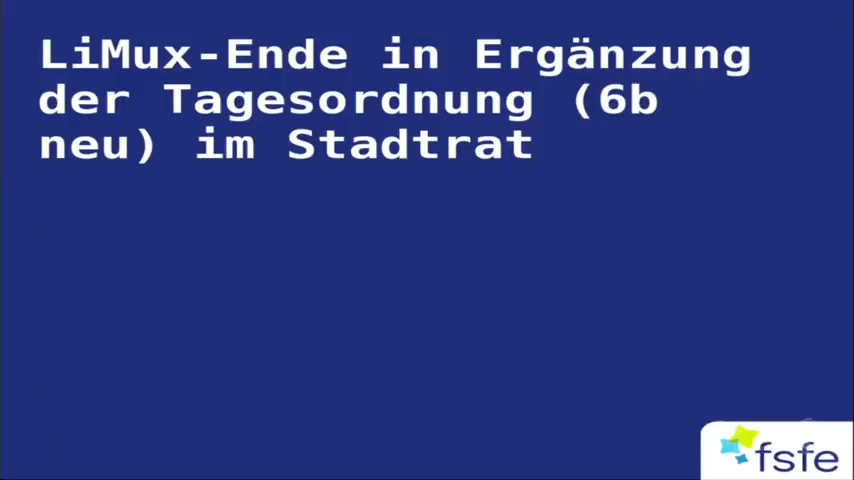 LiMux-Ende in Ergänzung
der Tagesordnung (6b
neu) im Stadtrat
fsfe